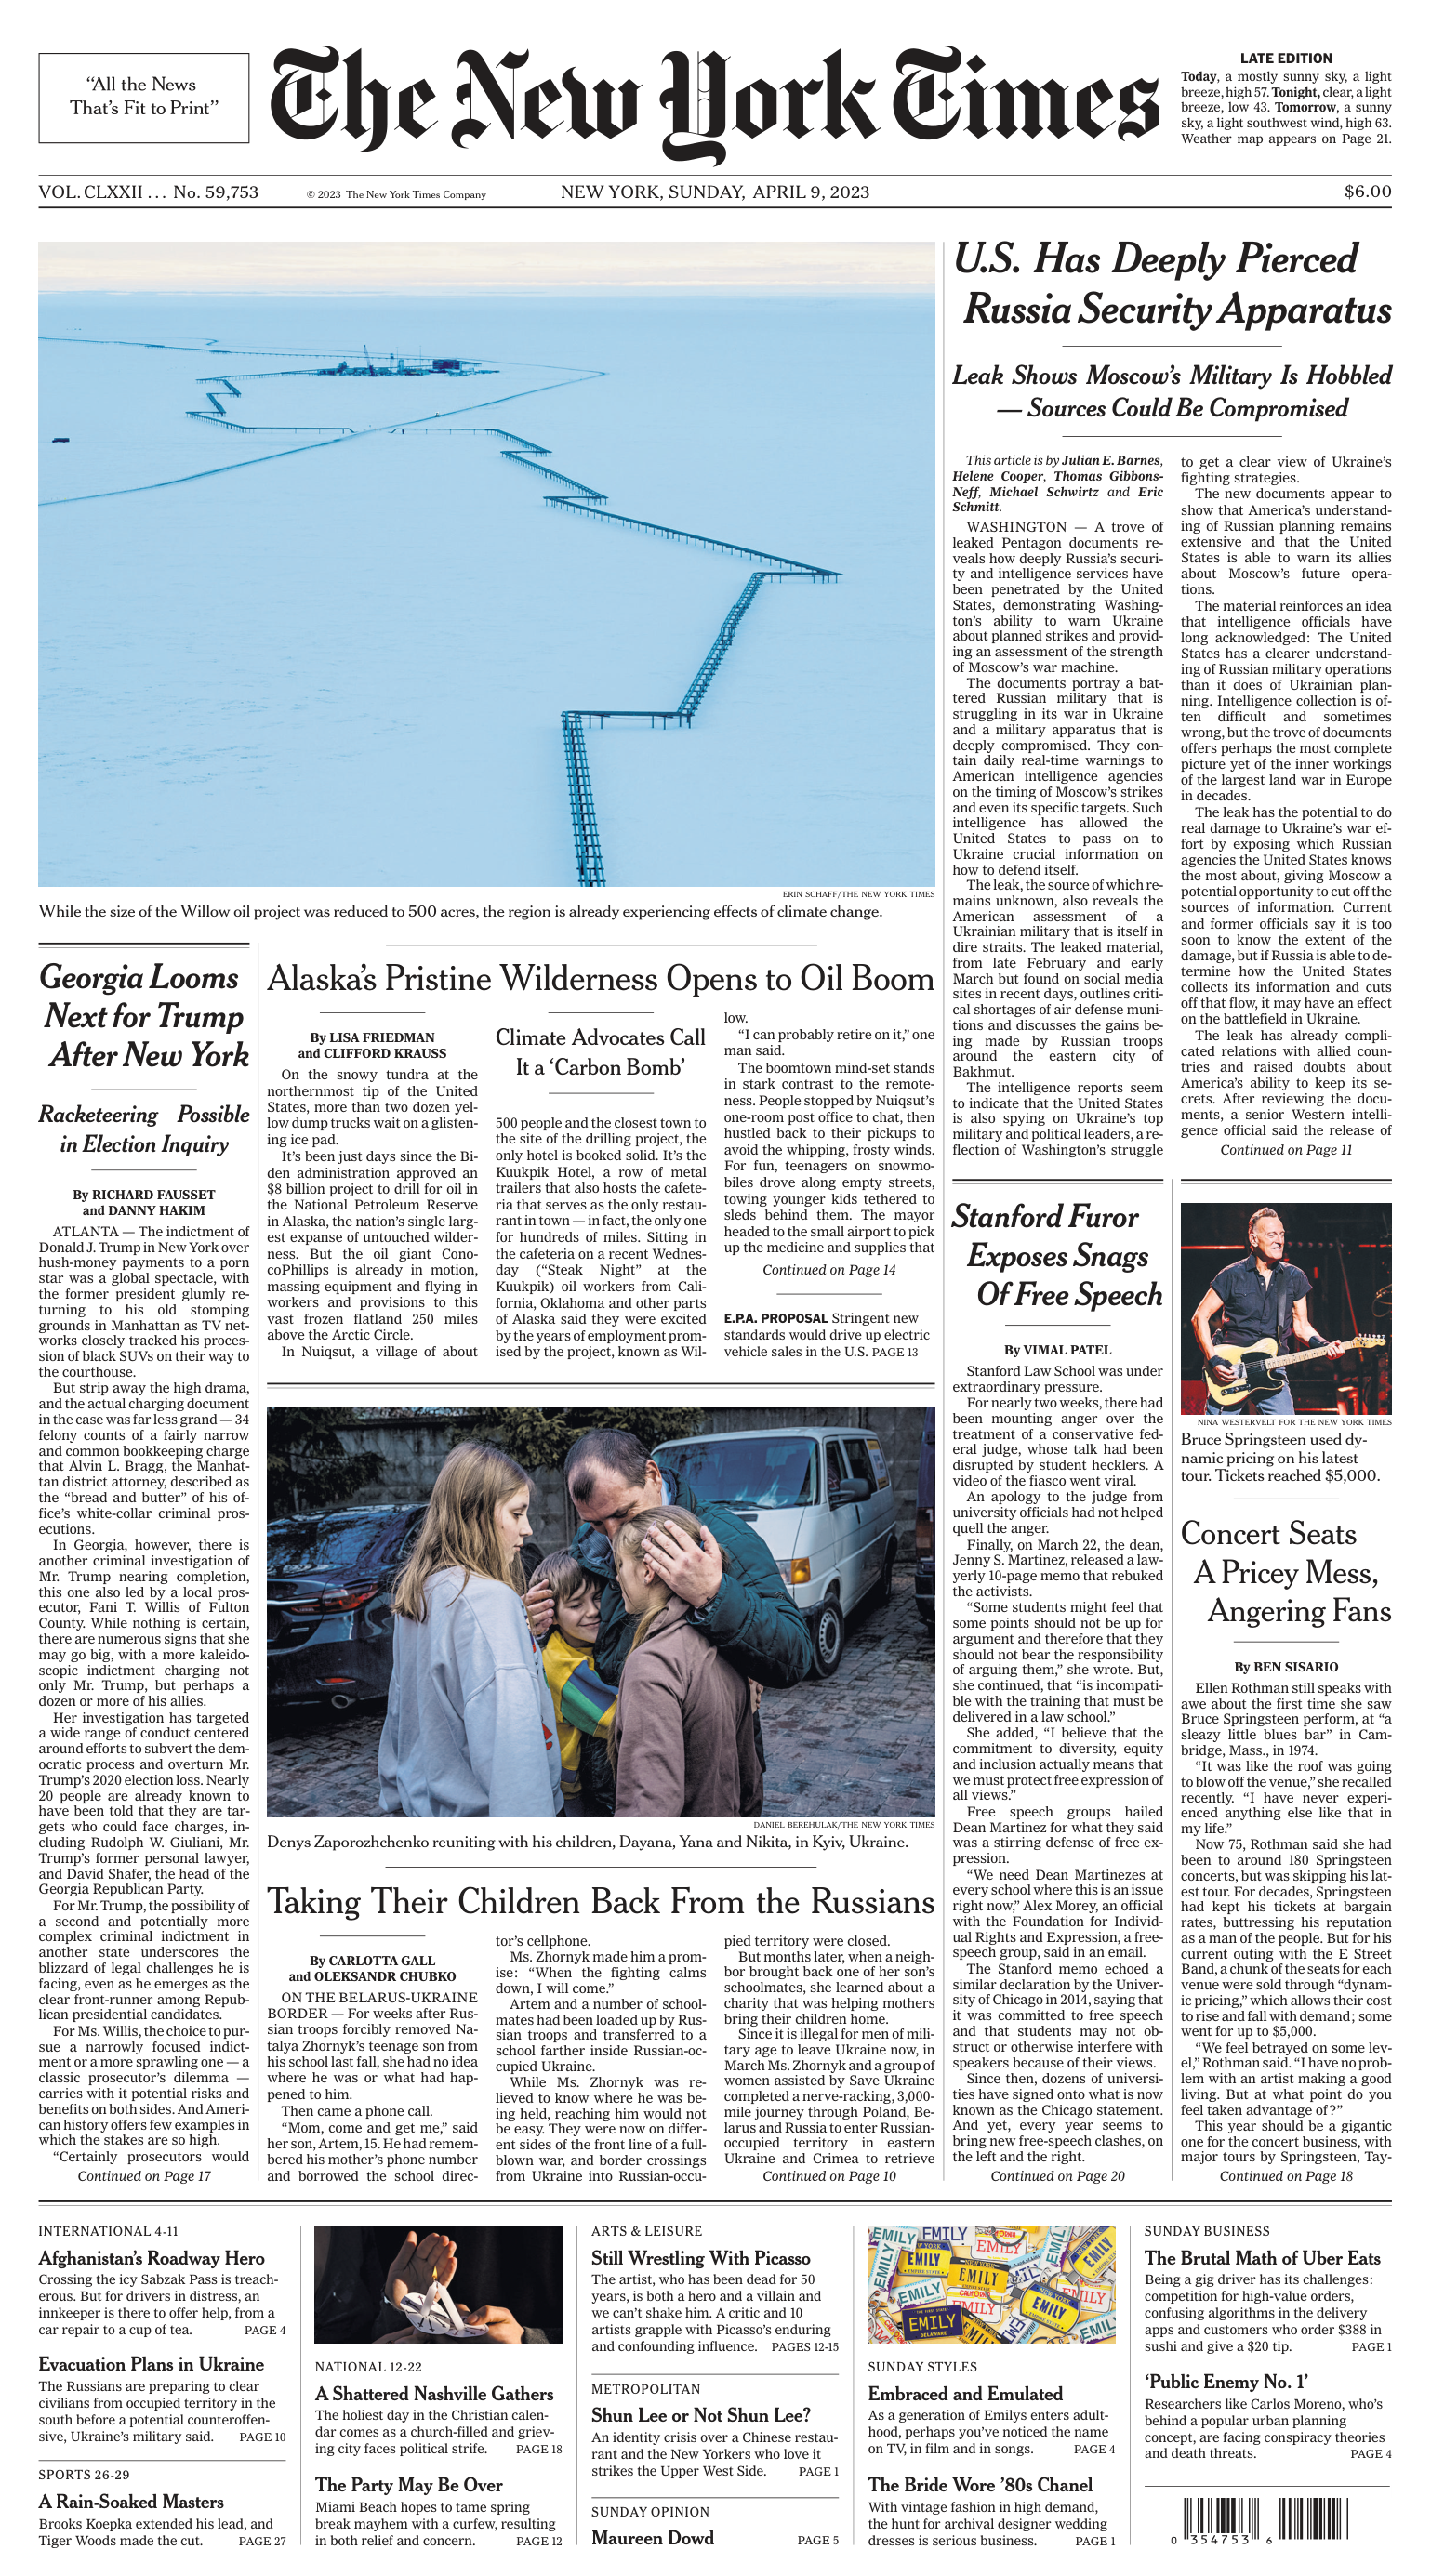 “All the News
That’s Fit to Print”
The New York Times
LATE EDITION
Today, a mostly sunny sky, a light
breeze, high 57. Tonight, clear, a light
breeze, low 43. Tomorrow, a sunny
sky, a light southwest wind, high 63.
Weather map appears on Page 21.
VOL. CLXXII . . . No. 59,753
© 2023 The New York Times Company
NEW YORK, SUNDAY, APRIL 9, 2023
$6.00
ERIN SCHAFF/THE NEW YORK TIMES
While the size of the Willow oil project was reduced to 500 acres, the region is already experiencing effects of climate change.
U.S. Has Deeply Pierced
Russia Security Apparatus
Leak Shows Moscow’s Military Is Hobbled
— Sources Could Be Compromised
This article is by Julian E. Barnes,
Helene Cooper, Thomas Gibbons-
Neff, Michael Schwirtz and Eric
Schmitt.
WASHINGTON — A trove of
leaked Pentagon documents re-
veals how deeply Russia’s securi-
ty and intelligence services have
been penetrated by the United
States, demonstrating Washing-
ton’s ability to warn Ukraine
about planned strikes and provid-
ing an assessment of the strength
of Moscow’s war machine.
The documents portray a bat-
tered Russian military that is
struggling in its war in Ukraine
and a military apparatus that is
deeply compromised. They con-
tain daily real-time warnings to
American intelligence agencies
on the timing of Moscow’s strikes
and even its specific targets. Such
intelligence has allowed the
United States to pass on to
Ukraine crucial information on
how to defend itself.
The leak, the source of which re-
mains unknown, also reveals the
American assessment of a
Ukrainian military that is itself in
dire straits. The leaked material,
from late February and early
March but found on social media
sites in recent days, outlines criti-
cal shortages of air defense muni-
tions and discusses the gains be-
ing made by Russian troops
around the eastern city of
Bakhmut.
The intelligence reports seem
to indicate that the United States
is also spying on Ukraine’s top
military and political leaders, a re-
flection of Washington’s struggle
to get a clear view of Ukraine’s
fighting strategies.
The new documents appear to
show that America’s understand-
ing of Russian planning remains
extensive and that the United
States is able to warn its allies
about Moscow’s future opera-
tions.
The material reinforces an idea
that intelligence officials have
long acknowledged: The United
States has a clearer understand-
ing of Russian military operations
than it does of Ukrainian plan-
ning. Intelligence collection is of-
ten difficult and sometimes
wrong, but the trove of documents
offers perhaps the most complete
picture yet of the inner workings
of the largest land war in Europe
in decades.
The leak has the potential to do
real damage to Ukraine’s war ef-
fort by exposing which Russian
agencies the United States knows
the most about, giving Moscow a
potential opportunity to cut off the
sources of information. Current
and former officials say it is too
soon to know the extent of the
damage, but if Russia is able to de-
termine how the United States
collects its information and cuts
off that flow, it may have an effect
on the battlefield in Ukraine.
The leak has already compli-
cated relations with allied coun-
tries and raised doubts about
America’s ability to keep its se-
crets. After reviewing the docu-
ments, a senior Western intelli-
gence official said the release of
Continued on Page 11
Georgia Looms
Next for Trump
After New York
Racketeering Possible
in Election Inquiry
By RICHARD FAUSSET
and DANNY HAKIM
ATLANTA — The indictment of
Donald J. Trump in New York over
hush-money payments to a porn
star was a global spectacle, with
the former president glumly re-
turning to his old stomping
grounds in Manhattan as TV net-
works closely tracked his proces-
sion of black SUVs on their way to
the courthouse.
But strip away the high drama,
and the actual charging document
in the case was far less grand — 34
felony counts of a fairly narrow
and common bookkeeping charge
that Alvin L. Bragg, the Manhat-
tan district attorney, described as
the “bread and butter” of his of-
fice’s white-collar criminal pros-
ecutions.
In Georgia, however, there is
another criminal investigation of
Mr. Trump nearing completion,
this one also led by a local pros-
ecutor, Fani T. Willis of Fulton
County. While nothing is certain,
there are numerous signs that she
may go big, with a more kaleido-
scopic indictment charging not
only Mr. Trump, but perhaps a
dozen or more of his allies.
Her investigation has targeted
a wide range of conduct centered
around efforts to subvert the dem-
ocratic process and overturn Mr.
Trump’s 2020 election loss. Nearly
20 people are already known to
have been told that they are tar-
gets who could face charges, in-
cluding Rudolph W. Giuliani, Mr.
Trump’s former personal lawyer,
and David Shafer, the head of the
Georgia Republican Party.
For Mr. Trump, the possibility of
a second and potentially more
complex criminal indictment in
another state underscores the
blizzard of legal challenges he is
facing, even as he emerges as the
clear front-runner among Repub-
lican presidential candidates.
For Ms. Willis, the choice to pur-
sue a narrowly focused indict-
ment or a more sprawling one — a
classic prosecutor’s dilemma —
carries with it potential risks and
benefits on both sides. And Ameri-
can history offers few examples in
which the stakes are so high.
“Certainly prosecutors would
Continued on Page 17
Alaska’s Pristine Wilderness Opens to Oil Boom
By LISA FRIEDMAN
and CLIFFORD KRAUSS
On the snowy tundra at the
northernmost tip of the United
States, more than two dozen yel-
low dump trucks wait on a glisten-
ing ice pad.
It’s been just days since the Bi-
den administration approved an
$8 billion project to drill for oil in
the National Petroleum Reserve
in Alaska, the nation’s single larg-
est expanse of untouched wilder-
ness. But the oil giant Cono-
coPhillips is already in motion,
massing equipment and flying in
workers and provisions to this
vast frozen flatland 250 miles
above the Arctic Circle.
In Nuiqsut, a village of about
Climate Advocates Call
It a ‘Carbon Bomb’
500 people and the closest town to
the site of the drilling project, the
only hotel is booked solid. It’s the
Kuukpik Hotel, a row of metal
trailers that also hosts the cafete-
ria that serves as the only restau-
rant in town — in fact, the only one
for hundreds of miles. Sitting in
the cafeteria on a recent Wednes-
day (“Steak Night” at the
Kuukpik) oil workers from Cali-
fornia, Oklahoma and other parts
of Alaska said they were excited
by the years of employment prom-
ised by the project, known as Wil-
low.
“I can probably retire on it,” one
man said.
The boomtown mind-set stands
in stark contrast to the remote-
ness. People stopped by Nuiqsut’s
one-room post office to chat, then
hustled back to their pickups to
avoid the whipping, frosty winds.
For fun, teenagers on snowmo-
biles drove along empty streets,
towing younger kids tethered to
sleds behind them. The mayor
headed to the small airport to pick
up the medicine and supplies that
Continued on Page 14
E.P.A. PROPOSAL Stringent new
standards would drive up electric
vehicle sales in the U.S. PAGE 13
DANIEL BEREHULAK/THE NEW YORK TIMES
Denys Zaporozhchenko reuniting with his children, Dayana, Yana and Nikita, in Kyiv, Ukraine.
Taking Their Children Back From the Russians
By CARLOTTA GALL
and OLEKSANDR CHUBKO
ON THE BELARUS-UKRAINE
BORDER — For weeks after Rus-
sian troops forcibly removed Na-
talya Zhornyk’s teenage son from
his school last fall, she had no idea
where he was or what had hap-
pened to him.
Then came a phone call.
“Mom, come and get me,” said
her son, Artem, 15. He had remem-
bered his mother’s phone number
and borrowed the school direc-
tor’s cellphone.
Ms. Zhornyk made him a prom-
ise: “When the fighting calms
down, I will come.”
Artem and a number of school-
mates had been loaded up by Rus-
sian troops and transferred to a
school farther inside Russian-oc-
cupied Ukraine.
While Ms. Zhornyk was re-
lieved to know where he was be-
ing held, reaching him would not
be easy. They were now on differ-
ent sides of the front line of a full-
blown war, and border crossings
from Ukraine into Russian-occu-
pied territory were closed.
But months later, when a neigh-
bor brought back one of her son’s
schoolmates, she learned about a
charity that was helping mothers
bring their children home.
Since it is illegal for men of mili-
tary age to leave Ukraine now, in
March Ms. Zhornyk and a group of
women assisted by Save Ukraine
completed a nerve-racking, 3,000-
mile journey through Poland, Be-
larus and Russia to enter Russian-
occupied territory in eastern
Ukraine and Crimea to retrieve
Continued on Page 10
Stanford Furor
Exposes Snags
Of Free Speech
By VIMAL PATEL
Stanford Law School was under
extraordinary pressure.
For nearly two weeks, there had
been mounting anger over the
treatment of a conservative fed-
eral judge, whose talk had been
disrupted by student hecklers. A
video of the fiasco went viral.
An apology to the judge from
university officials had not helped
quell the anger.
Finally, on March 22, the dean,
Jenny S. Martinez, released a law-
yerly 10-page memo that rebuked
the activists.
“Some students might feel that
some points should not be up for
argument and therefore that they
should not bear the responsibility
of arguing them,” she wrote. But,
she continued, that “is incompati-
ble with the training that must be
delivered in a law school.”
She added, “I believe that the
commitment to diversity, equity
and inclusion actually means that
we must protect free expression of
all views.”
Free speech groups hailed
Dean Martinez for what they said
was a stirring defense of free ex-
pression.
“We need Dean Martinezes at
every school where this is an issue
right now,” Alex Morey, an official
with the Foundation for Individ-
ual Rights and Expression, a free-
speech group, said in an email.
The Stanford memo echoed a
similar declaration by the Univer-
sity of Chicago in 2014, saying that
it was committed to free speech
and that students may not ob-
struct or otherwise interfere with
speakers because of their views.
Since then, dozens of universi-
ties have signed onto what is now
known as the Chicago statement.
And yet, every year seems to
bring new free-speech clashes, on
the left and the right.
Continued on Page 20
NINA WESTERVELT FOR THE NEW YORK TIMES
Bruce Springsteen used dy-
namic pricing on his latest
tour. Tickets reached $5,000.
Concert Seats
A Pricey Mess,
Angering Fans
By BEN SISARIO
Ellen Rothman still speaks with
awe about the first time she saw
Bruce Springsteen perform, at “a
sleazy little blues bar” in Cam-
bridge, Mass., in 1974.
“It was like the roof was going
to blow off the venue,” she recalled
recently. “I have never experi-
enced anything else like that in
my life.”
Now 75, Rothman said she had
been to around 180 Springsteen
concerts, but was skipping his lat-
est tour. For decades, Springsteen
had kept his tickets at bargain
rates, buttressing his reputation
as a man of the people. But for his
current outing with the E Street
Band, a chunk of the seats for each
venue were sold through “dynam-
ic pricing,” which allows their cost
to rise and fall with demand; some
went for up to $5,000.
“We feel betrayed on some lev-
el,” Rothman said. “I have no prob-
lem with an artist making a good
living. But at what point do you
feel taken advantage of?”
This year should be a gigantic
one for the concert business, with
major tours by Springsteen, Tay-
Continued on Page 18
INTERNATIONAL 4-11
Afghanistan’s Roadway Hero
Crossing the icy Sabzak Pass is treach-
erous. But for drivers in distress, an
innkeeper is there to offer help, from a
car repair to a cup of tea. PAGE 4
Evacuation Plans in Ukraine
The Russians are preparing to clear
civilians from occupied territory in the
south before a potential counteroffen-
sive, Ukraine’s military said. PAGE 10
SPORTS 26-29
A Rain-Soaked Masters
Brooks Koepka extended his lead, and
Tiger Woods made the cut. PAGE 27
NATIONAL 12-22
A Shattered Nashville Gathers
The holiest day in the Christian calen-
dar comes as a church-filled and griev-
ing city faces political strife. PAGE 18
The Party May Be Over
Miami Beach hopes to tame spring
break mayhem with a curfew, resulting
in both relief and concern. PAGE 12
ARTS & LEISURE
Still Wrestling With Picasso
The artist, who has been dead for 50
years, is both a hero and a villain and
we can’t shake him. A critic and 10
artists grapple with Picasso’s enduring
and confounding influence. PAGES 12-15
METROPOLITAN
Shun Lee or Not Shun Lee?
An identity crisis over a Chinese restau-
rant and the New Yorkers who love it
strikes the Upper West Side. PAGE 1
SUNDAY OPINION
Maureen Dowd PAGE 5
EMILY
EMILY
EMILY
EMILY
EMILY
EMILY
EMILY
EMILY
EMILY
SUNDAY STYLES
Embraced and Emulated
As a generation of Emilys enters adult-
hood, perhaps you’ve noticed the name
on TV, in film and in songs. PAGE 4
The Bride Wore ’80s Chanel
With vintage fashion in high demand,
the hunt for archival designer wedding
dresses is serious business. PAGE 1
SUNDAY BUSINESS
The Brutal Math of Uber Eats
Being a gig driver has its challenges:
competition for high-value orders,
confusing algorithms in the delivery
apps and customers who order $388 in
sushi and give a $20 tip. PAGE 1
‘Public Enemy No. 1’
Researchers like Carlos Moreno, who’s
behind a popular urban planning
concept, are facing conspiracy theories
and death threats. PAGE 4
0 354753 6